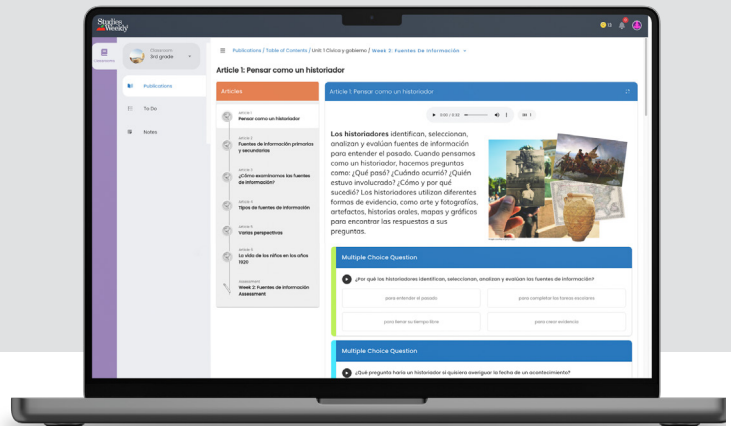 Studies
Weekly
0
Classroom
3rd grade
Publications
To Do
Notes
Publications / Table of Contents / Unit 1 Cívica y gobierno / Week 2: Fuentes De Información
Article 1: Pensar como un historiador
Articles
ARTICLE 1
Pensar como un historiador
ARTICLE 2
Fuentes de información primarias
y secundarias
ARTICLE 3
¿Cómo examinamos las fuentes
de información?
ARTICLE 4
Tipos de fuentes de información
ARTICLE 5
Varias perspectivas
ARTICLE 6
La vida de los niños en los años
1920
ASSESSMENT
Week 2: Fuentes de Información
Assessment
Article 1: Pensar como un historiador
Los historiadores identifican, seleccionan,
analizan y evalúan fuentes de información
para entender el pasado. Cuando pensamos
como un historiador, hacemos preguntas
como: ¿Qué pasó? ¿Cuándo ocurrió? ¿Quién
estuvo involucrado? ¿Cómo y por qué
sucedió? Los historiadores utilizan diferentes
formas de evidencia, como arte y fotografías,
artefactos, historias orales, mapas y gráficos
para encontrar las respuestas a sus
preguntas.
Multiple Choice Question
¿Por qué los historiadores identifican, seleccionan, analizan y evalúan las fuentes de información?
para entender el pasado
para completar las tareas escolares
para llenar su tiempo libre
para crear evidencia
Multiple Choice Question
¿Qué pregunta haría un historiador si quisiera averiguar la fecha de un acontecimiento?